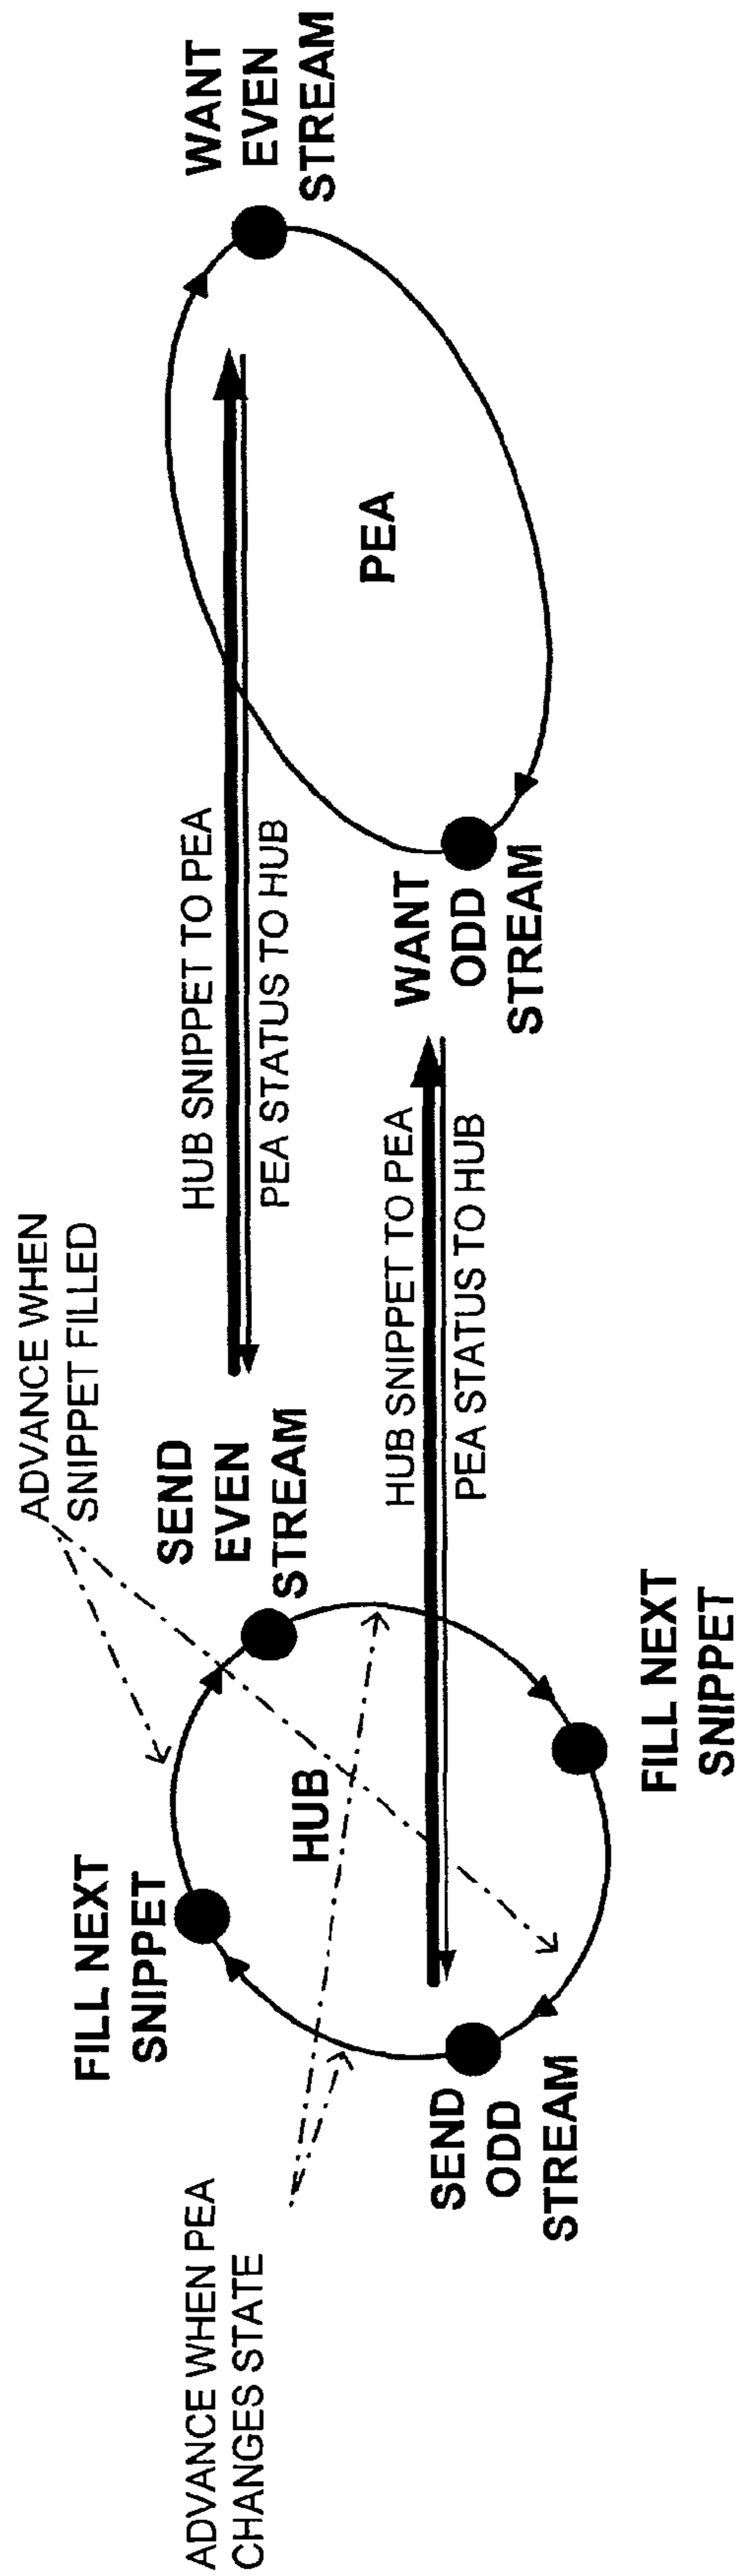 ADVANCE WHEN PEA
CHANGES STATE
FILL NEXT
SNIPPET
SEND
ODD
STREAM
HUB
ADVANCE WHEN
SNIPPET FILLED
SEND
EVEN
STREAM
FILL NEXT
SNIPPET
HUB SNIPPET TO PEA
PEA STATUS TO HUB
HUB SNIPPET TO PEA
PEA STATUS TO HUB
WANT
ODD
STREAM
PEA
WANT
EVEN
STREAM